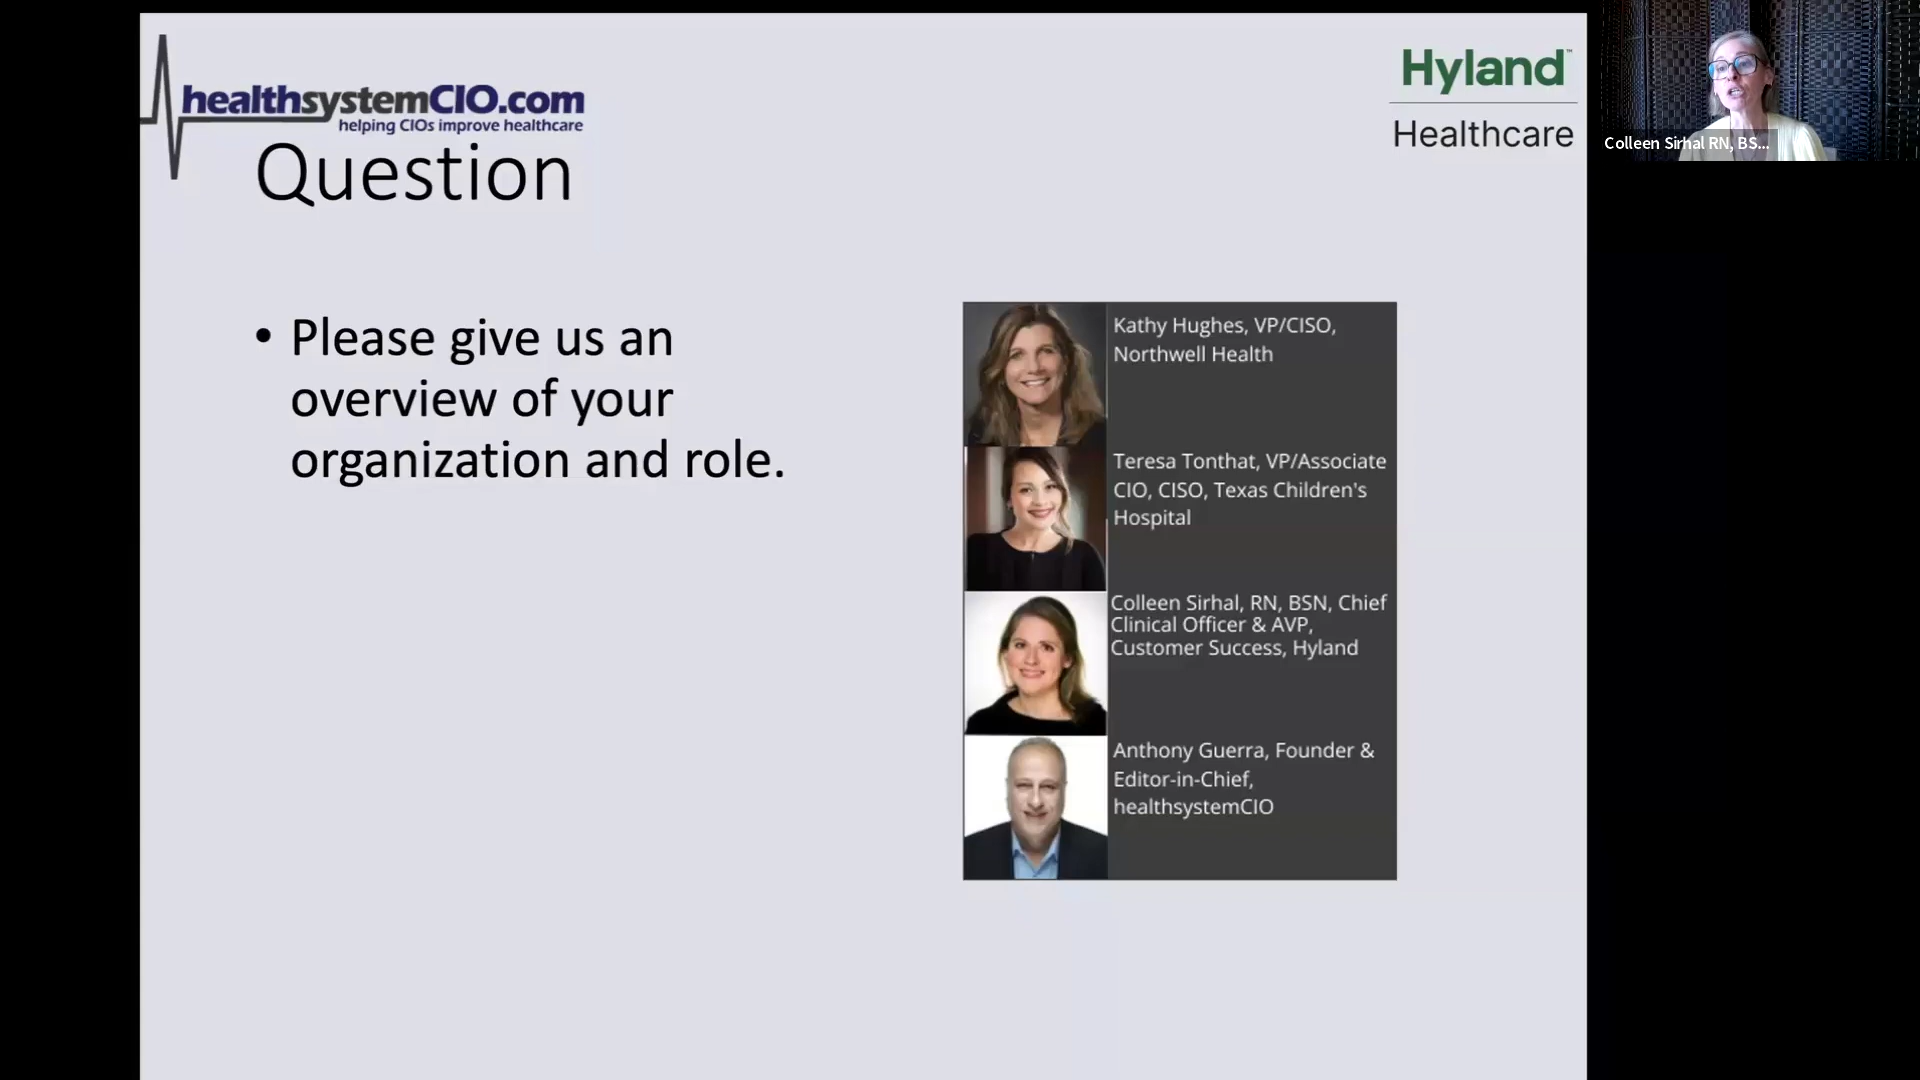 healthsystemCIO.com
helping CIOs improve healthcare
Hyland™
Healthcare
Colleen Sirhal RN, BS...
Question
• Please give us an
overview of your
organization and role.
Kathy Hughes, VP/CISO,
Northwell Health
Teresa Tonthat, VP/Associate
CIO, CISO, Texas Children's
Hospital
Colleen Sirhal, RN, BSN, Chief
Clinical Officer & AVP,
Customer Success, Hyland
Anthony Guerra, Founder &
Editor-in-Chief,
healthsystemCIO